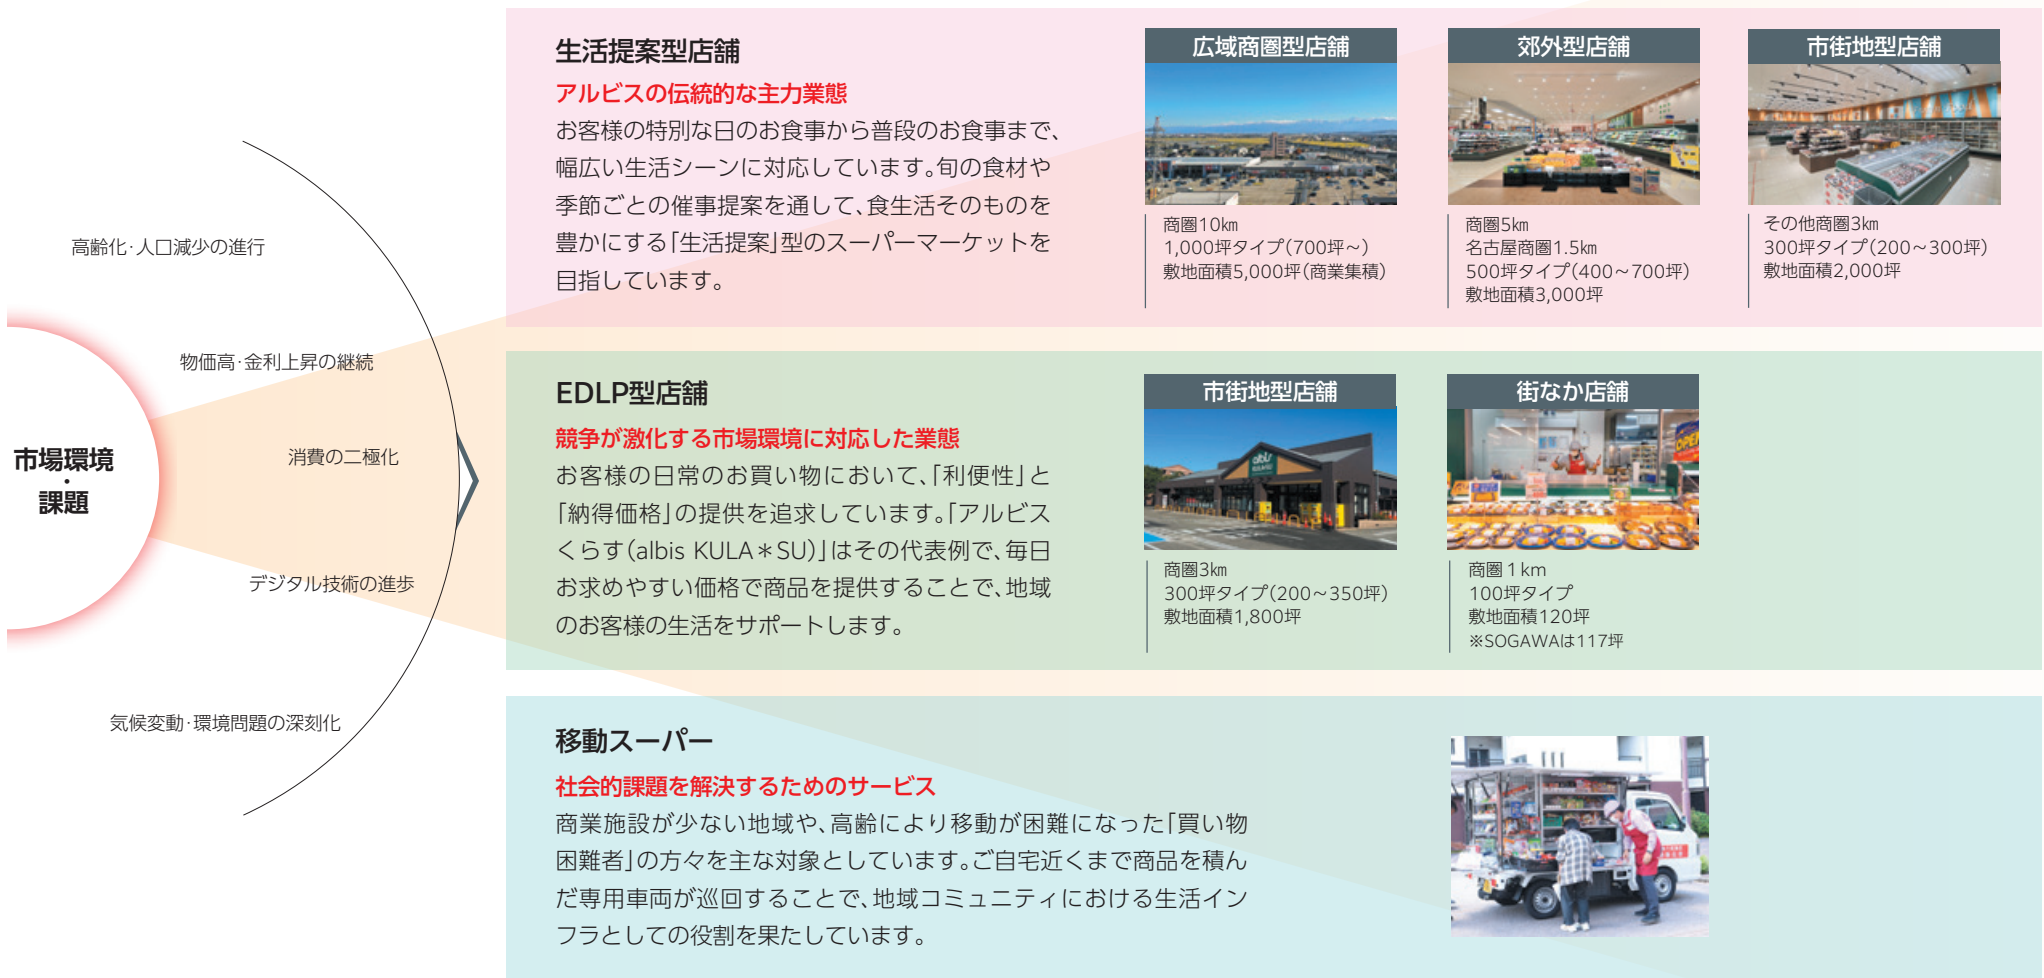 市場環境
・
課題
高齢化・人口減少の進行
物価高・金利上昇の継続
消費の二極化
デジタル技術の進歩
気候変動・環境問題の深刻化
生活提案型店舗
アルビスの伝統的な主力業態
お客様の特別な日のお食事から普段のお食事まで、
幅広い生活シーンに対応しています。旬の食材や
季節ごとの催事提案を通して、食生活そのものを
豊かにする「生活提案」型のスーパーマーケットを
目指しています。
広域商圏型店舗
商圏10㎞
1,000坪タイプ(700坪～)
敷地面積5,000坪(商業集積)
郊外型店舗
商圏5㎞
名古屋商圏1.5㎞
500坪タイプ(400～700坪)
敷地面積3,000坪
市街地型店舗
その他商圏3㎞
300坪タイプ(200～300坪)
敷地面積2,000坪
EDLP型店舗
競争が激化する市場環境に対応した業態
お客様の日常のお買い物において、「利便性」と
「納得価格」の提供を追求しています。「アルビス
くらす(albis KULA＊SU)」はその代表例で、毎日
お求めやすい価格で商品を提供することで、地域
のお客様の生活をサポートします。
市街地型店舗
albis
商圏3㎞
300坪タイプ(200～350坪)
敷地面積1,800坪
街なか店舗
OPEN
商圏１km
100坪タイプ
敷地面積120坪
※SOGAWAは117坪
移動スーパー
社会的課題を解決するためのサービス
商業施設が少ない地域や、高齢により移動が困難になった「買い物
困難者」の方々を主な対象としています。ご自宅近くまで商品を積ん
だ専用車両が巡回することで、地域コミュニティにおける生活イン
フラとしての役割を果たしています。